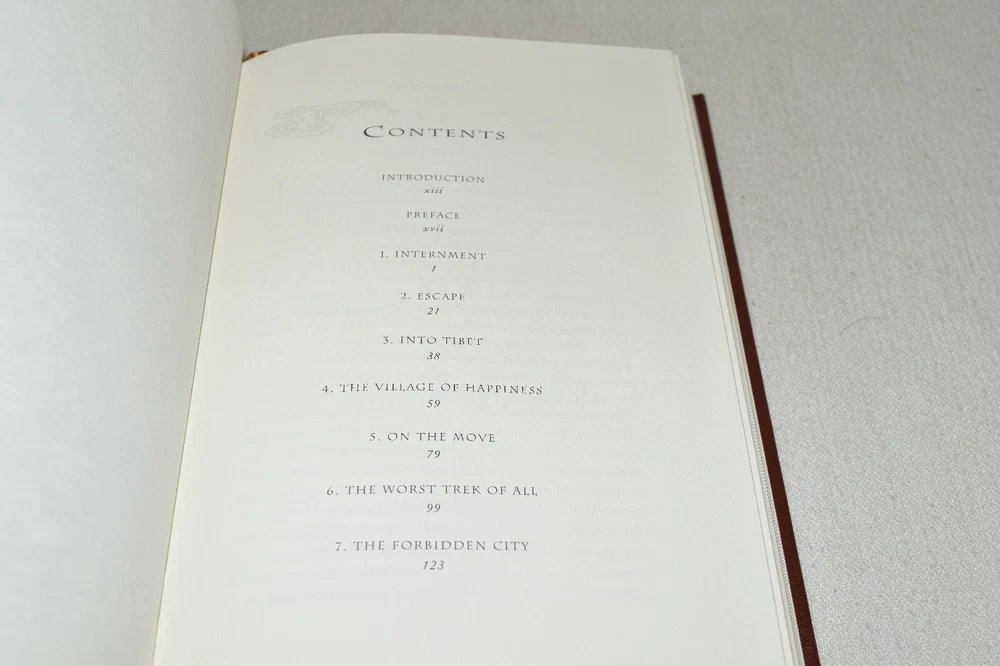 CONTENTS
INTRODUCTION
xiii
PREFACE
xvii
1. INTERNMENT
1
2. ESCAPE
21
3. INTO TIBET
38
4. THE VILLAGE OF HAPPINESS
59
5. ON THE MOVE
79
6. THE WORST TREK OF ALL
99
7. THE FORBIDDEN CITY
123